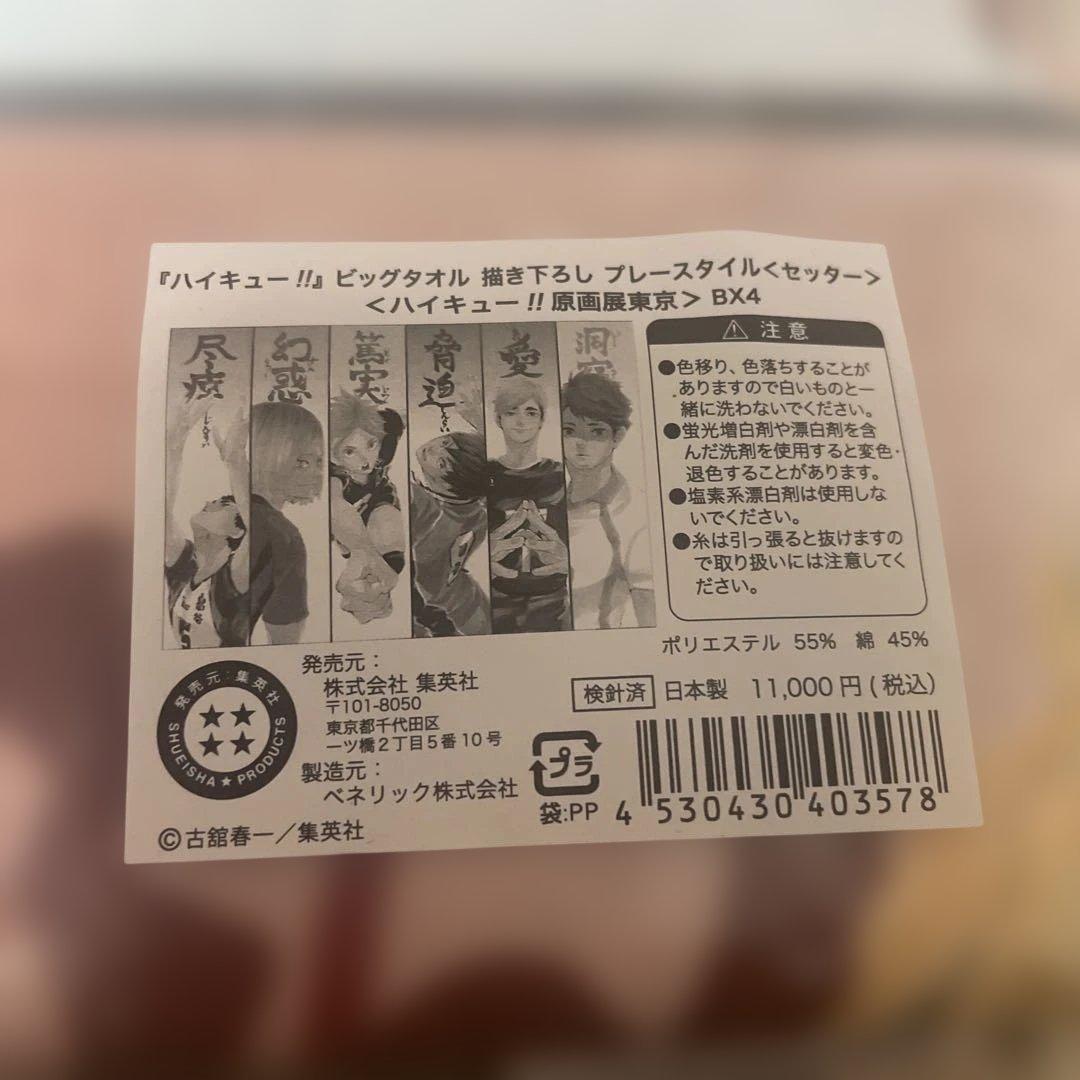 『ハイキュー!!』ビッグタオル 描き下ろし プレースタイル<セッター>
<ハイキュー!!原画展東京> BX4
尽瘁
幻惑
篤実
脅迫
愛
洞察
⚠ 注意
●色移り、色落ちすることが
ありますので白いものと一
緒に洗わないでください。
●蛍光増白剤や漂白剤を含
んだ洗剤を使用すると変色・
退色することがあります。
●塩素系漂白剤は使用しな
いでください。
●糸は引っ張ると抜けますの
で取り扱いには注意してく
ださい。
ポリエステル 55% 綿 45%
発売元:集英社
SHUEISHA★PRODUCTS
発売元:
株式会社 集英社
〒101-8050
東京都千代田区
一ツ橋2丁目5番10号
製造元:
ベネリック株式会社
検針済 日本製 11,000円(税込)
プラ
袋:PP
4 530430 403578
©古舘春一/集英社